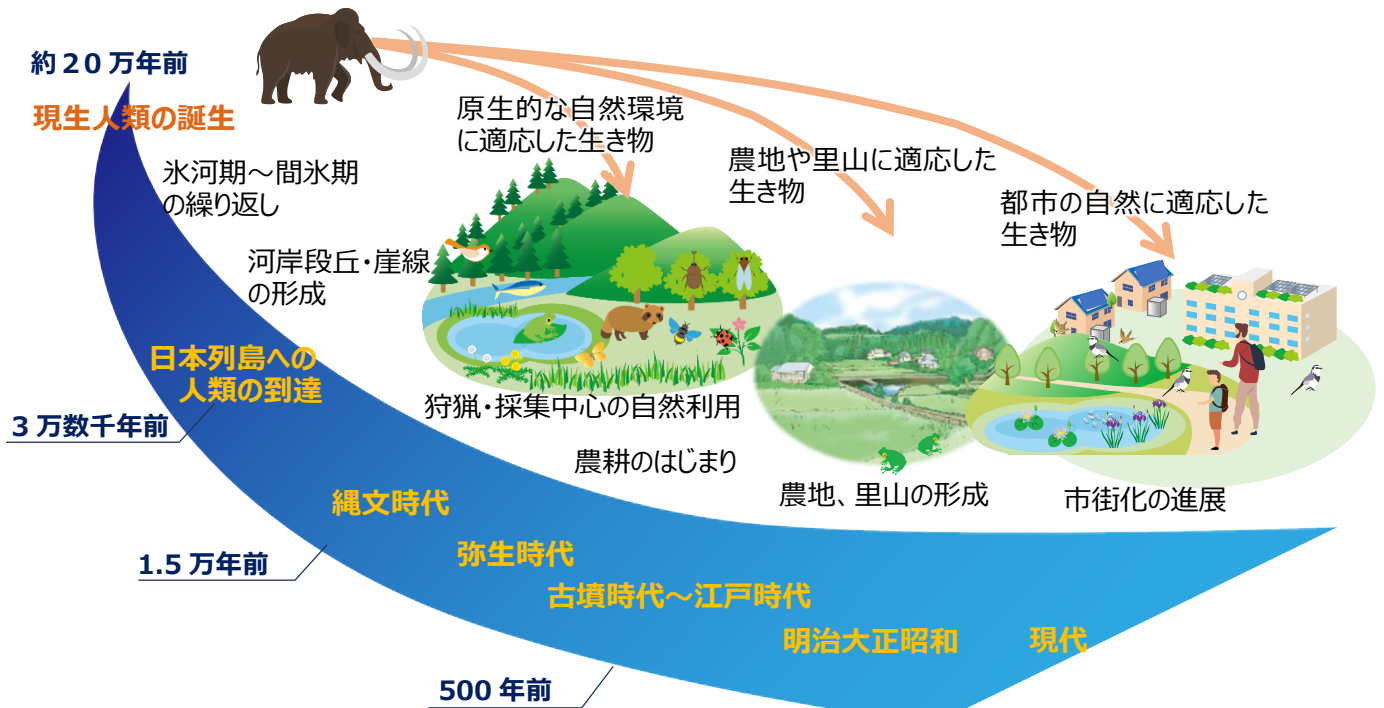 約20万年前
現生人類の誕生
氷河期~間氷期
の繰り返し
河岸段丘・崖線
の形成
日本列島への
人類の到達
3万数千年前
原生的な自然環境
に適応した生き物
農地や里山に適応した
生き物
都市の自然に適応した
生き物
狩猟・採集中心の自然利用
農耕のはじまり
農地、里山の形成
市街化の進展
縄文時代
1.5万年前
弥生時代
古墳時代~江戸時代
明治大正昭和
現代
500年前